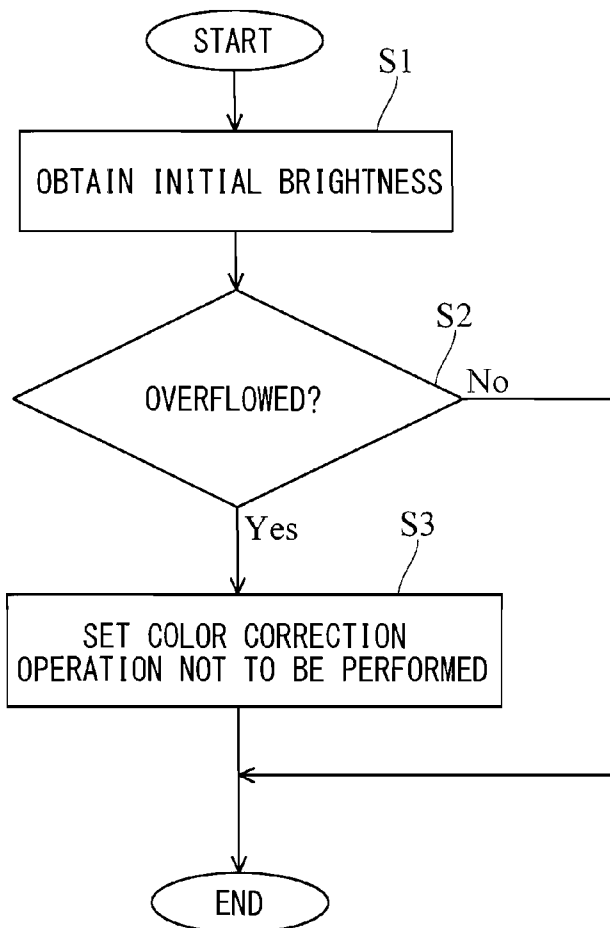 START
S1
OBTAIN INITIAL BRIGHTNESS
S2
OVERFLOWED?
No
Yes
S3
SET COLOR CORRECTION
OPERATION NOT TO BE PERFORMED
END